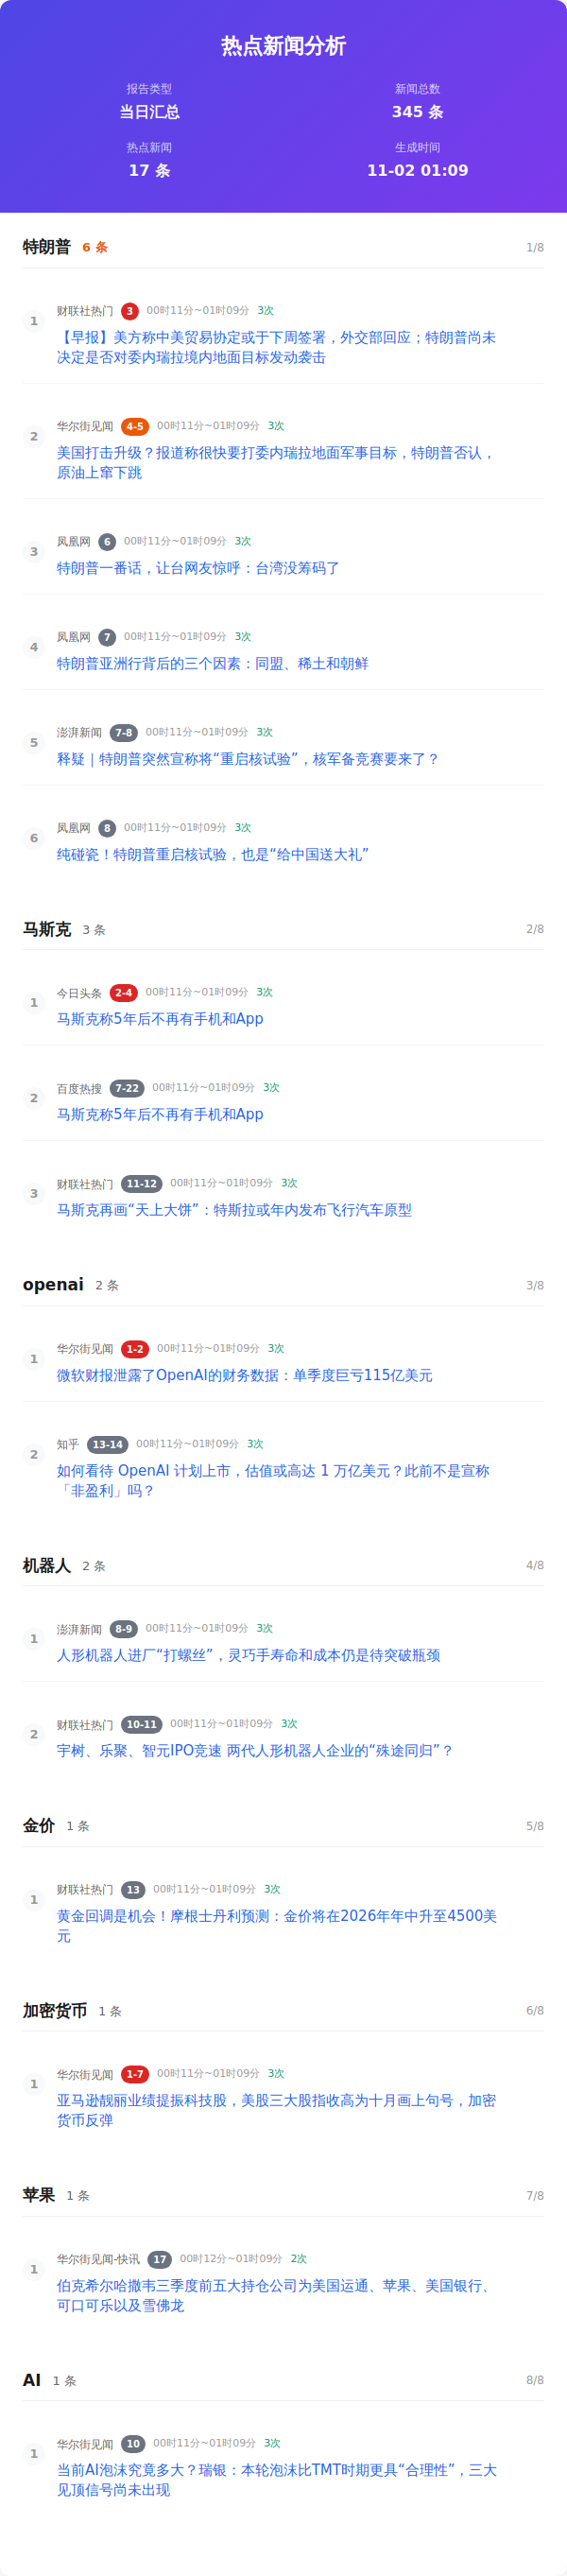 热点新闻分析
报告类型 新闻总数
当日汇总 345 条
热点新闻 生成时间
17 条 11-02 01:09
特朗普 6 条 1/8
1 财联社热门 3 00时11分~01时09分 3次
【早报】美方称中美贸易协定或于下周签署，外交部回应；特朗普尚未
决定是否对委内瑞拉境内地面目标发动袭击
2 华尔街见闻 4-5 00时11分~01时09分 3次
美国打击升级？报道称很快要打委内瑞拉地面军事目标，特朗普否认，
原油上窜下跳
3 凤凰网 6 00时11分~01时09分 3次
特朗普一番话，让台网友惊呼：台湾没筹码了
4 凤凰网 7 00时11分~01时09分 3次
特朗普亚洲行背后的三个因素：同盟、稀土和朝鲜
5 澎湃新闻 7-8 00时11分~01时09分 3次
释疑｜特朗普突然宣称将“重启核试验”，核军备竞赛要来了？
6 凤凰网 8 00时11分~01时09分 3次
纯碰瓷！特朗普重启核试验，也是“给中国送大礼”
马斯克 3 条 2/8
1 今日头条 2-4 00时11分~01时09分 3次
马斯克称5年后不再有手机和App
2 百度热搜 7-22 00时11分~01时09分 3次
马斯克称5年后不再有手机和App
3 财联社热门 11-12 00时11分~01时09分 3次
马斯克再画“天上大饼”：特斯拉或年内发布飞行汽车原型
openai 2 条 3/8
1 华尔街见闻 1-2 00时11分~01时09分 3次
微软财报泄露了OpenAI的财务数据：单季度巨亏115亿美元
2 知乎 13-14 00时11分~01时09分 3次
如何看待 OpenAI 计划上市，估值或高达 1 万亿美元？此前不是宣称
「非盈利」吗？
机器人 2 条 4/8
1 澎湃新闻 8-9 00时11分~01时09分 3次
人形机器人进厂“打螺丝”，灵巧手寿命和成本仍是待突破瓶颈
2 财联社热门 10-11 00时11分~01时09分 3次
宇树、乐聚、智元IPO竞速 两代人形机器人企业的“殊途同归”？
金价 1 条 5/8
1 财联社热门 13 00时11分~01时09分 3次
黄金回调是机会！摩根士丹利预测：金价将在2026年年中升至4500美
元
加密货币 1 条 6/8
1 华尔街见闻 1-7 00时11分~01时09分 3次
亚马逊靓丽业绩提振科技股，美股三大股指收高为十月画上句号，加密
货币反弹
苹果 1 条 7/8
1 华尔街见闻-快讯 17 00时12分~01时09分 2次
伯克希尔哈撒韦三季度前五大持仓公司为美国运通、苹果、美国银行、
可口可乐以及雪佛龙
AI 1 条 8/8
1 华尔街见闻 10 00时11分~01时09分 3次
当前AI泡沫究竟多大？瑞银：本轮泡沫比TMT时期更具“合理性”，三大
见顶信号尚未出现